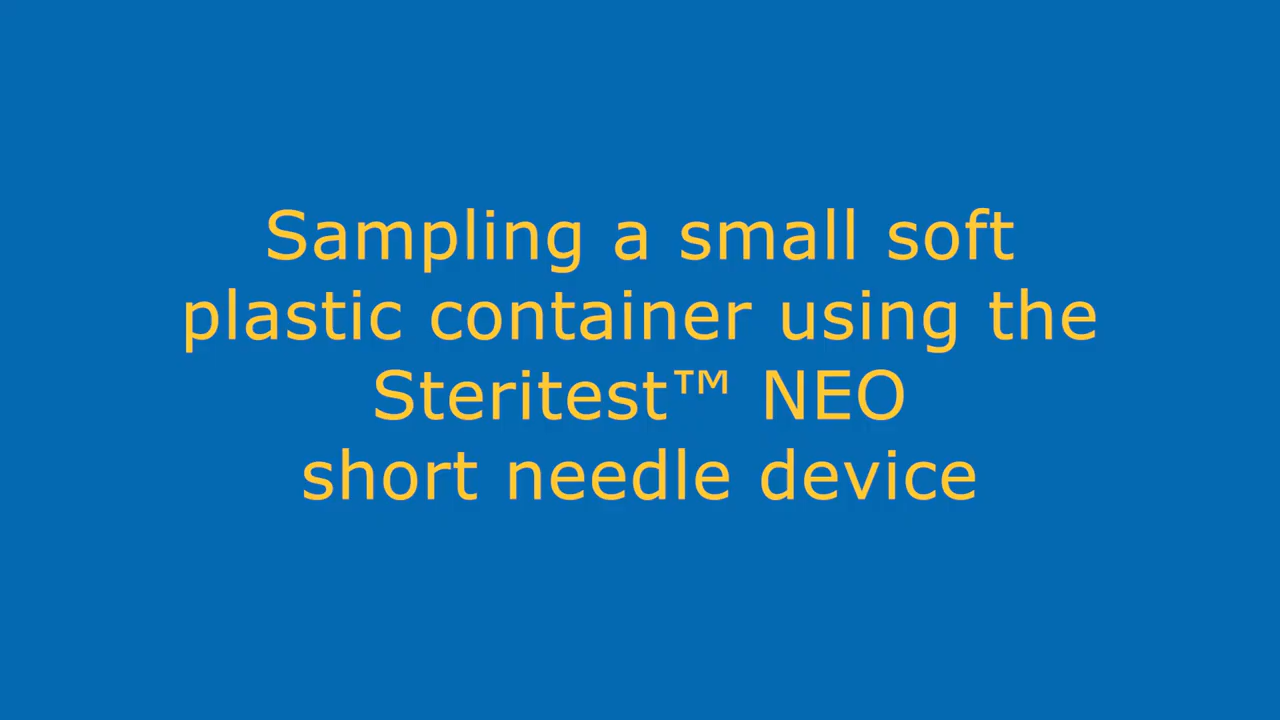 Sampling a small soft
plastic container using the
Steritest™ NEO
short needle device